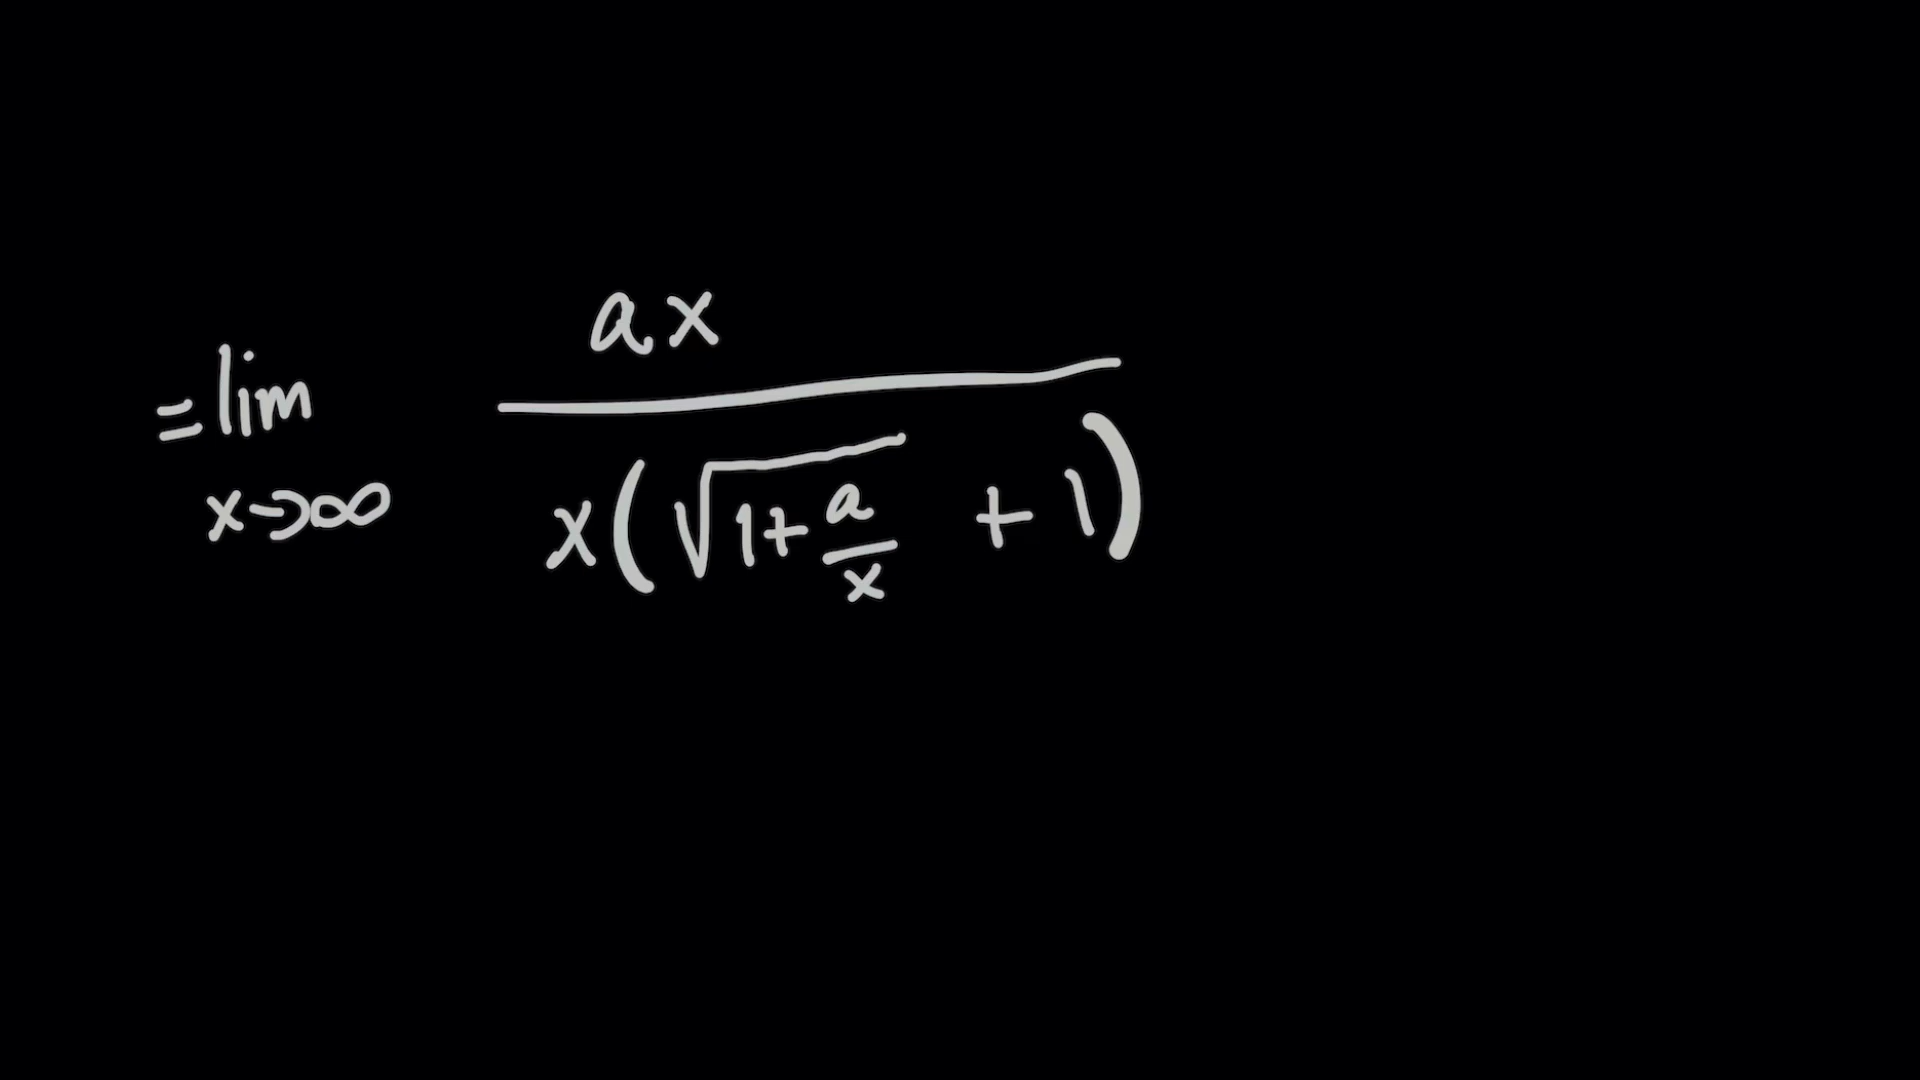 = lim x→∞ ax / x(√1+a/x + 1)